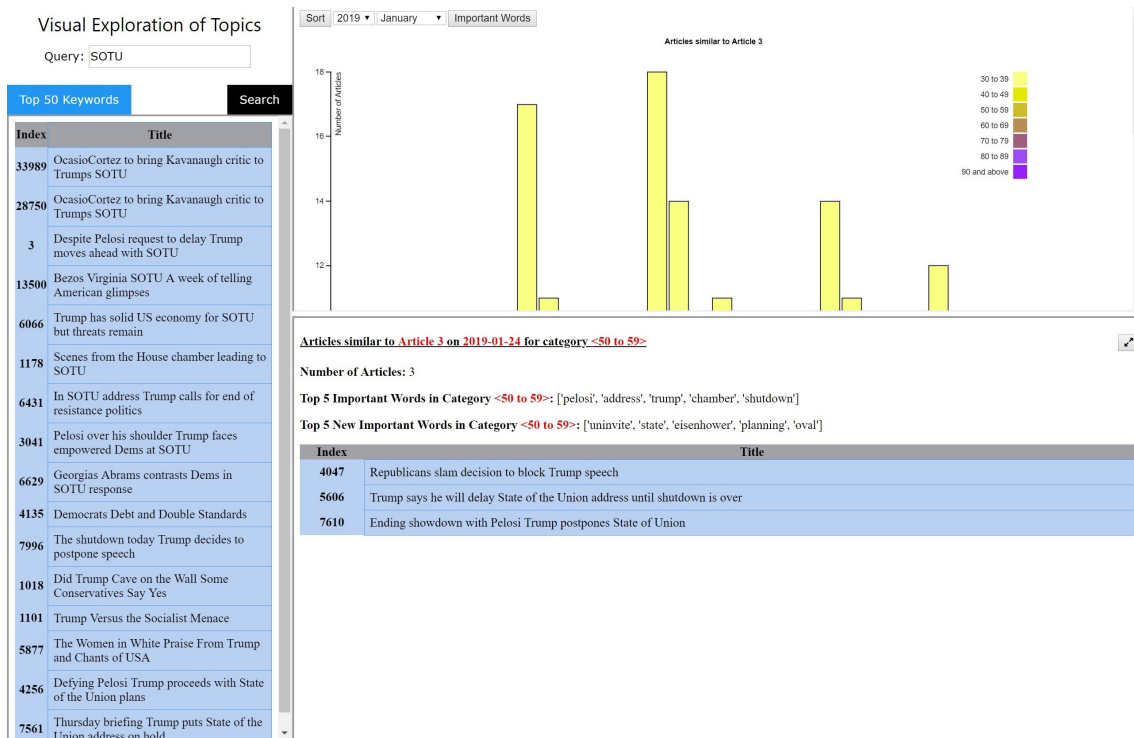 Visual Exploration of Topics
Query: SOTU
Top 50 Keywords
Search
Index Title
33989 OcasioCortez to bring Kavanaugh critic to
Trumps SOTU
28750 OcasioCortez to bring Kavanaugh critic to
Trumps SOTU
3 Despite Pelosi request to delay Trump
moves ahead with SOTU
13500 Bezos Virginia SOTU A week of telling
American glimpses
6066 Trump has solid US economy for SOTU
but threats remain
1178 Scenes from the House chamber leading to
SOTU
6431 In SOTU address Trump calls for end of
resistance politics
3041 Pelosi over his shoulder Trump faces
empowered Dems at SOTU
6629 Georgias Abrams contrasts Dems in
SOTU response
4135 Democrats Debt and Double Standards
7996 The shutdown today Trump decides to
postpone speech
1018 Did Trump Cave on the Wall Some
Conservatives Say Yes
1101 Trump Versus the Socialist Menace
5877 The Women in White Praise From Trump
and Chants of USA
4256 Defying Pelosi Trump proceeds with State
of the Union plans
7561 Thursday briefing Trump puts State of the
Union address on hold
Sort 2019 January Important Words
Articles similar to Article 3
Number of Articles
18
16
14
12
30 to 39
40 to 49
50 to 59
60 to 69
70 to 79
80 to 89
90 and above
Articles similar to Article 3 on 2019-01-24 for category <50 to 59>
Number of Articles: 3
Top 5 Important Words in Category <50 to 59>: ['pelosi', 'address', 'trump', 'chamber', 'shutdown']
Top 5 New Important Words in Category <50 to 59>: ['uninvite', 'state', 'eisenhower', 'planning', 'oval']
Index Title
4047 Republicans slam decision to block Trump speech
5606 Trump says he will delay State of the Union address until shutdown is over
7610 Ending showdown with Pelosi Trump postpones State of Union